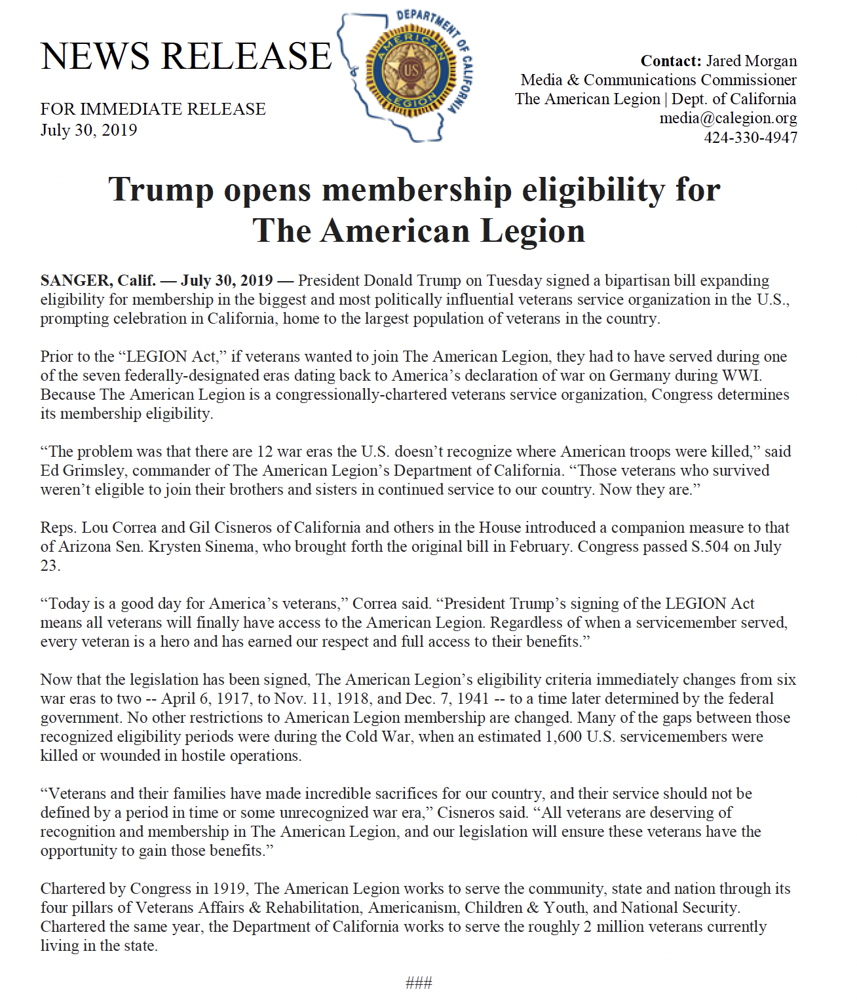 NEWS RELEASE
FOR IMMEDIATE RELEASE
July 30, 2019
DEPARTMENT OF CALIFORNIA
AMERICAN
US
LEGION
Contact: Jared Morgan
Media & Communications Commissioner
The American Legion | Dept. of California
media@calegion.org
424-330-4947
Trump opens membership eligibility for
The American Legion
SANGER, Calif. — July 30, 2019 — President Donald Trump on Tuesday signed a bipartisan bill expanding
eligibility for membership in the biggest and most politically influential veterans service organization in the U.S.,
prompting celebration in California, home to the largest population of veterans in the country.
Prior to the “LEGION Act,” if veterans wanted to join The American Legion, they had to have served during one
of the seven federally-designated eras dating back to America’s declaration of war on Germany during WWI.
Because The American Legion is a congressionally-chartered veterans service organization, Congress determines
its membership eligibility.
“The problem was that there are 12 war eras the U.S. doesn’t recognize where American troops were killed,” said
Ed Grimsley, commander of The American Legion’s Department of California. “Those veterans who survived
weren’t eligible to join their brothers and sisters in continued service to our country. Now they are.”
Reps. Lou Correa and Gil Cisneros of California and others in the House introduced a companion measure to that
of Arizona Sen. Krysten Sinema, who brought forth the original bill in February. Congress passed S.504 on July
23.
“Today is a good day for America’s veterans,” Correa said. “President Trump’s signing of the LEGION Act
means all veterans will finally have access to the American Legion. Regardless of when a servicemember served,
every veteran is a hero and has earned our respect and full access to their benefits.”
Now that the legislation has been signed, The American Legion’s eligibility criteria immediately changes from six
war eras to two -- April 6, 1917, to Nov. 11, 1918, and Dec. 7, 1941 -- to a time later determined by the federal
government. No other restrictions to American Legion membership are changed. Many of the gaps between those
recognized eligibility periods were during the Cold War, when an estimated 1,600 U.S. servicemembers were
killed or wounded in hostile operations.
“Veterans and their families have made incredible sacrifices for our country, and their service should not be
defined by a period in time or some unrecognized war era,” Cisneros said. “All veterans are deserving of
recognition and membership in The American Legion, and our legislation will ensure these veterans have the
opportunity to gain those benefits.”
Chartered by Congress in 1919, The American Legion works to serve the community, state and nation through its
four pillars of Veterans Affairs & Rehabilitation, Americanism, Children & Youth, and National Security.
Chartered the same year, the Department of California works to serve the roughly 2 million veterans currently
living in the state.
###